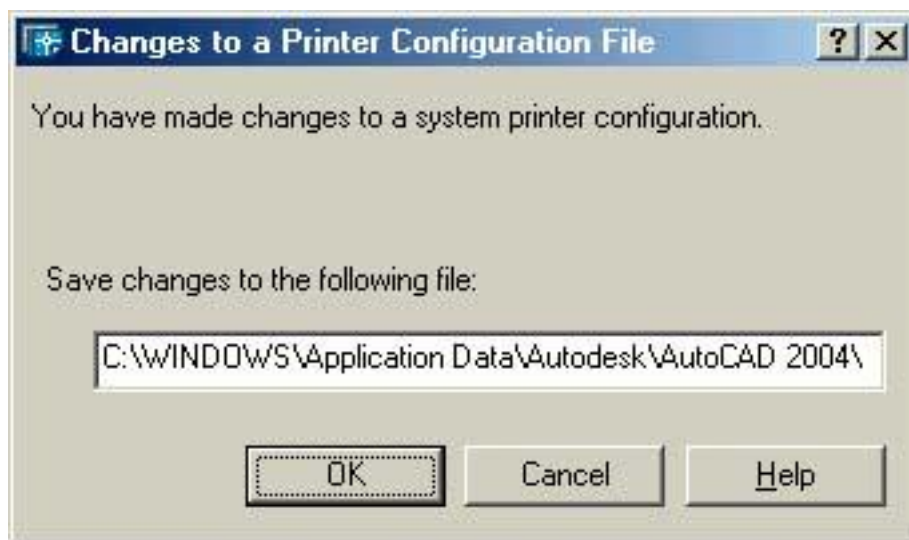 Changes to a Printer Configuration File
You have made changes to a system printer configuration.
Save changes to the following file:
C:\WINDOWS\Application Data\Autodesk\AutoCAD 2004\
OK Cancel Help